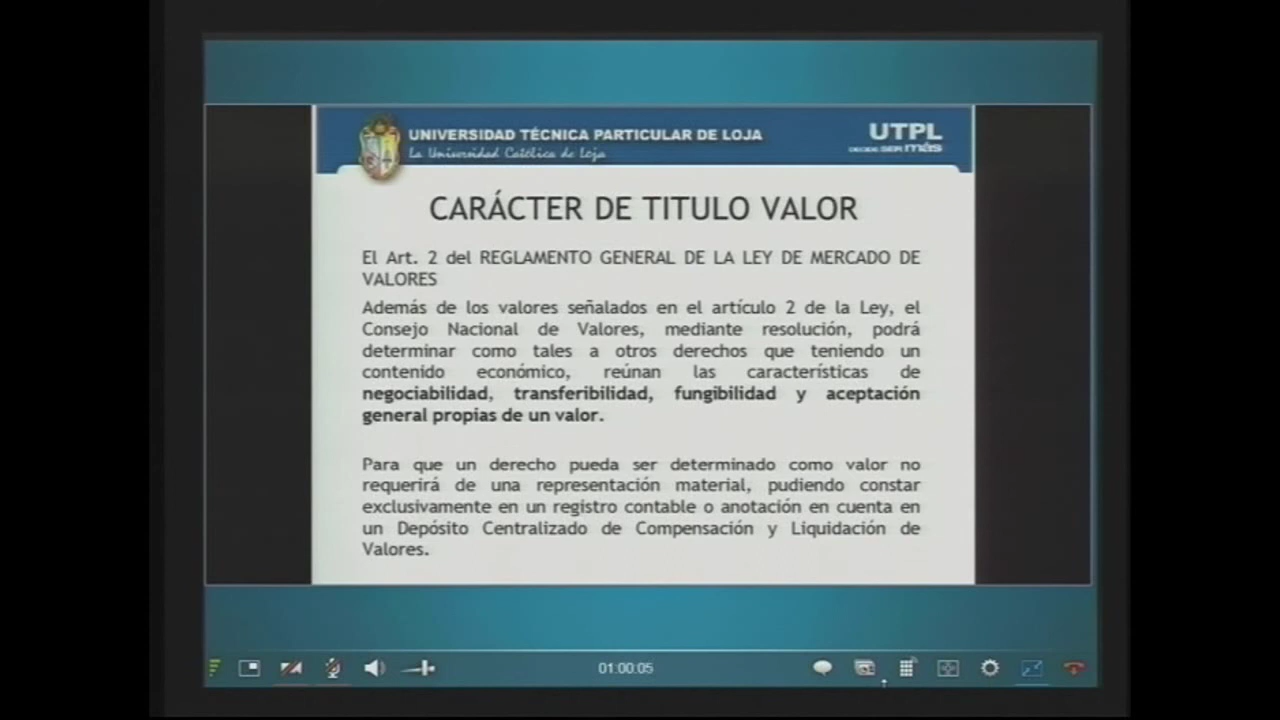 UNIVERSIDAD TÉCNICA PARTICULAR DE LOJA
La Universidad Católica de Loja
UTPL
DECIDE SER más
CARÁCTER DE TITULO VALOR
El Art. 2 del REGLAMENTO GENERAL DE LA LEY DE MERCADO DE
VALORES
Además de los valores señalados en el artículo 2 de la Ley, el
Consejo Nacional de Valores, mediante resolución, podrá
determinar como tales a otros derechos que teniendo un
contenido económico, reúnan las características de
negociabilidad, transferibilidad, fungibilidad y aceptación
general propias de un valor.
Para que un derecho pueda ser determinado como valor no
requerirá de una representación material, pudiendo constar
exclusivamente en un registro contable o anotación en cuenta en
un Depósito Centralizado de Compensación y Liquidación de
Valores.
01:00:05